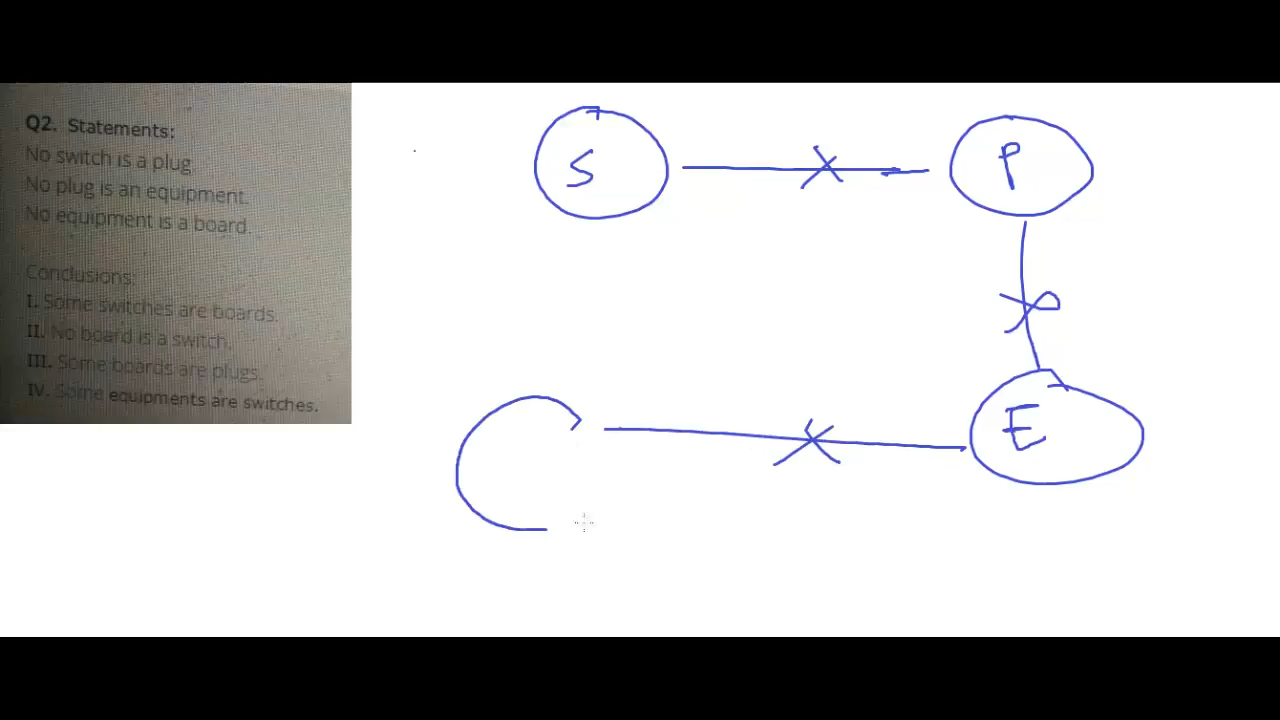 Q2. Statements:
No switch is a plug.
No plug is an equipment.
No equipment is a board.
Conclusions:
I. Some switches are boards.
II. No board is a switch.
III. Some boards are plugs.
IV. Some equipments are switches.
S
P
E